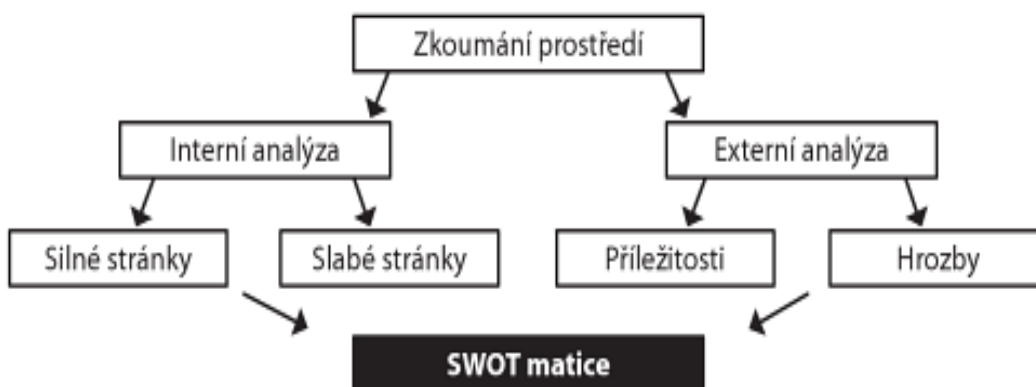 Zkoumání prostředí
Interní analýza
Externí analýza
Silné stránky
Slabé stránky
Příležitosti
Hrozby
SWOT matice